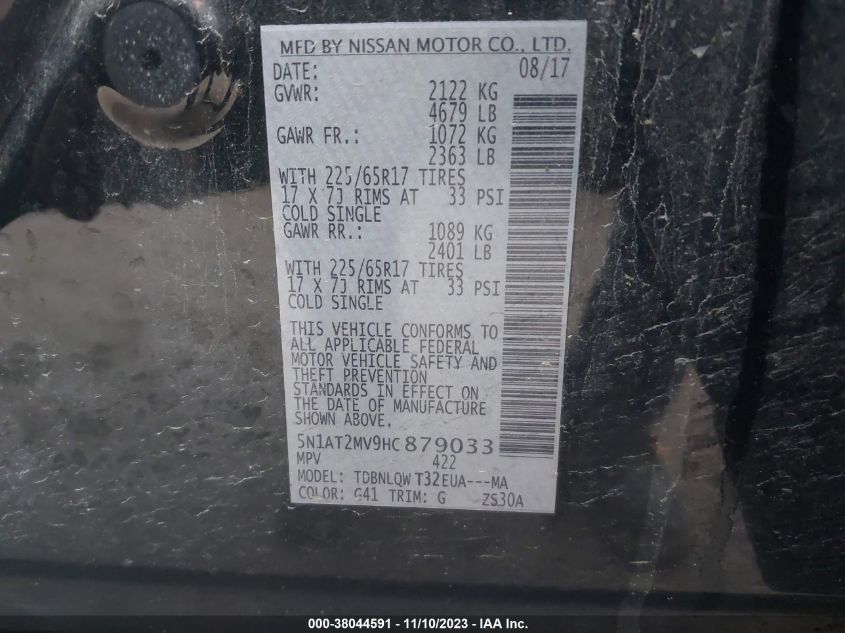 MFD BY NISSAN MOTOR CO., LTD.
DATE: 08/17
GVWR: 2122 KG
4679 LB
GAWR FR.: 1072 KG
2363 LB
WITH 225/65R17 TIRES
17 X 7J RIMS AT 33 PSI
COLD SINGLE
GAWR RR.: 1089 KG
2401 LB
WITH 225/65R17 TIRES
17 X 7J RIMS AT 33 PSI
COLD SINGLE
THIS VEHICLE CONFORMS TO
ALL APPLICABLE FEDERAL
MOTOR VEHICLE SAFETY AND
THEFT PREVENTION
STANDARDS IN EFFECT ON
THE DATE OF MANUFACTURE
SHOWN ABOVE.
5N1AT2MV9HC879033
MPV 422
MODEL: TDBNLQW T32EUA---MA
COLOR: G41 TRIM: G ZS30A
000-38044591 - 11/10/2023 - IAA Inc.